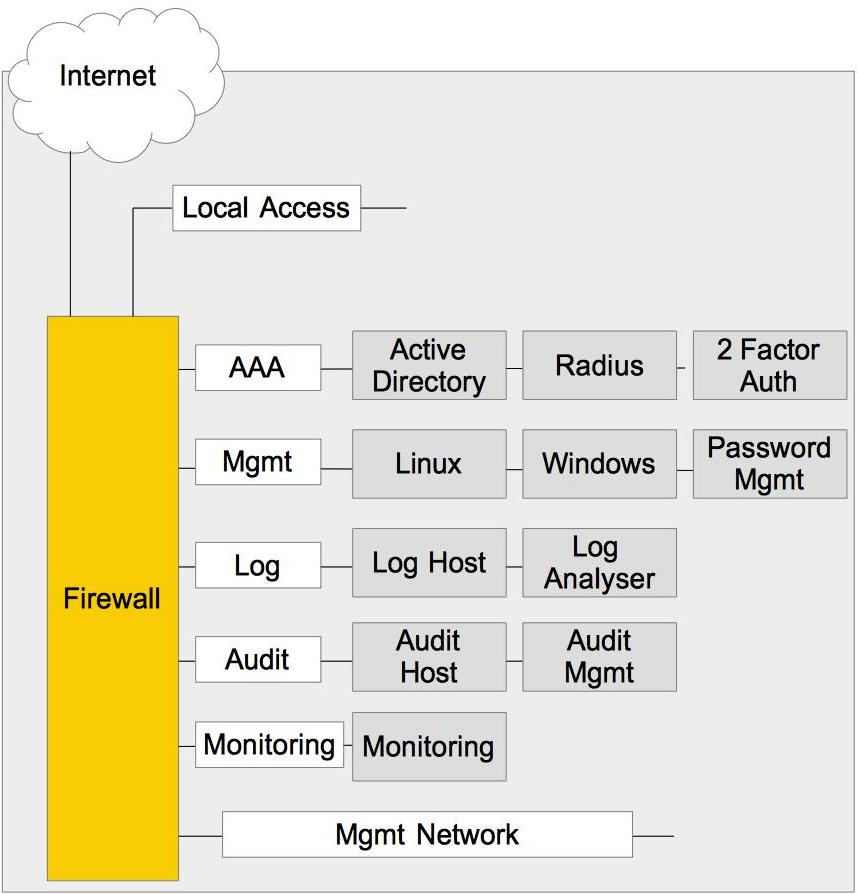 Internet
Local Access
AAA
Active
Directory
Radius
2 Factor
Auth
Mgmt
Linux
Windows
Password
Mgmt
Firewall
Log
Log Host
Log
Analyser
Audit
Audit
Host
Audit
Mgmt
Monitoring
Monitoring
Mgmt Network